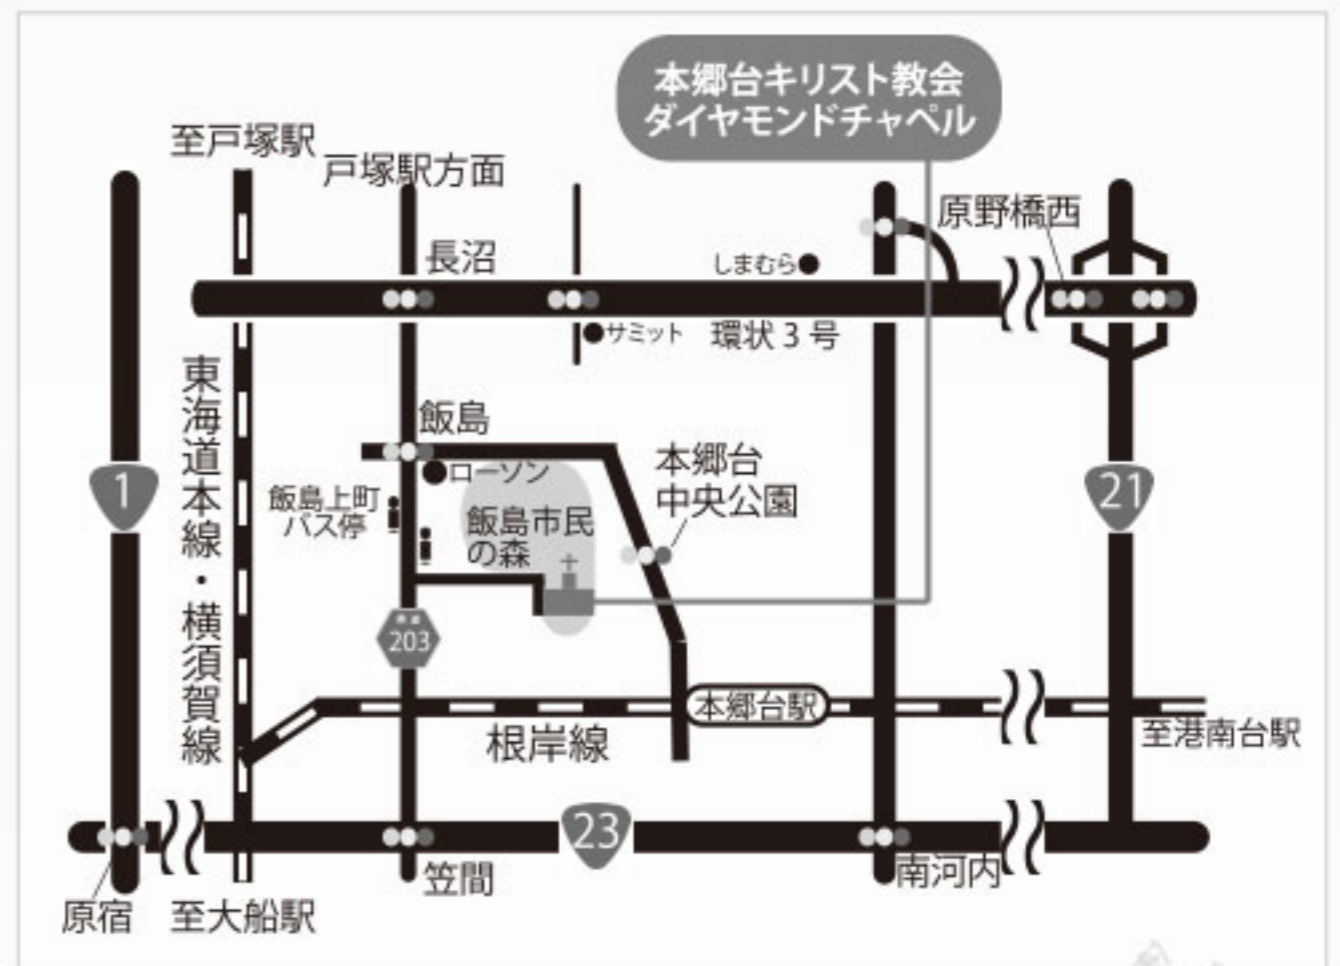 本郷台キリスト教会
ダイヤモンドチャペル
至戸塚駅
戸塚駅方面
原野橋西
長沼
しまむら
サミット
環状3号
東海道本線・横須賀線
飯島
ローソン
本郷台
中央公園
1
21
飯島上町
バス停
飯島市民
の森
203
本郷台駅
根岸線
至港南台駅
23
笠間
南河内
原宿
至大船駅